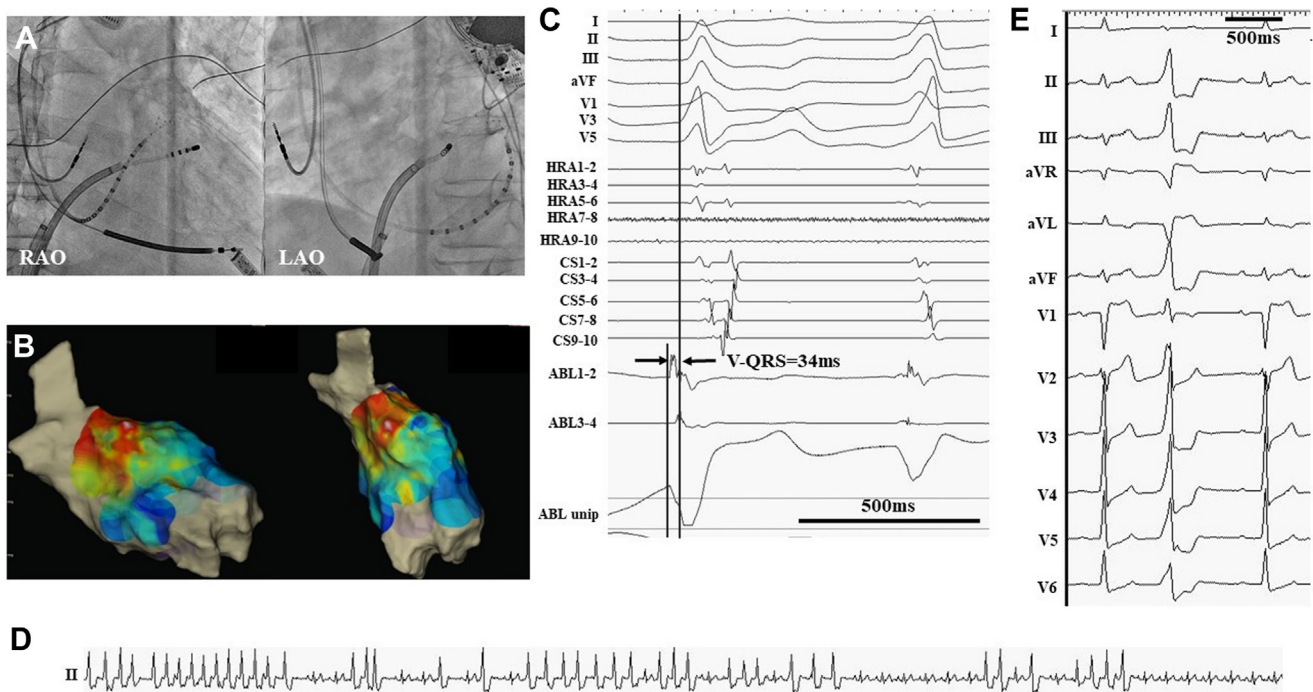 A
RAO
LAO
B
C
I
II
III
aVF
V1
V3
V5
HRA1-2
HRA3-4
HRA5-6
HRA7-8
HRA9-10
CS1-2
CS3-4
CS5-6
CS7-8
CS9-10
V-QRS=34ms
ABL1-2
ABL3-4
500ms
ABL unip
E
500ms
I
II
III
aVR
aVL
aVF
V1
V2
V3
V4
V5
V6
D
II